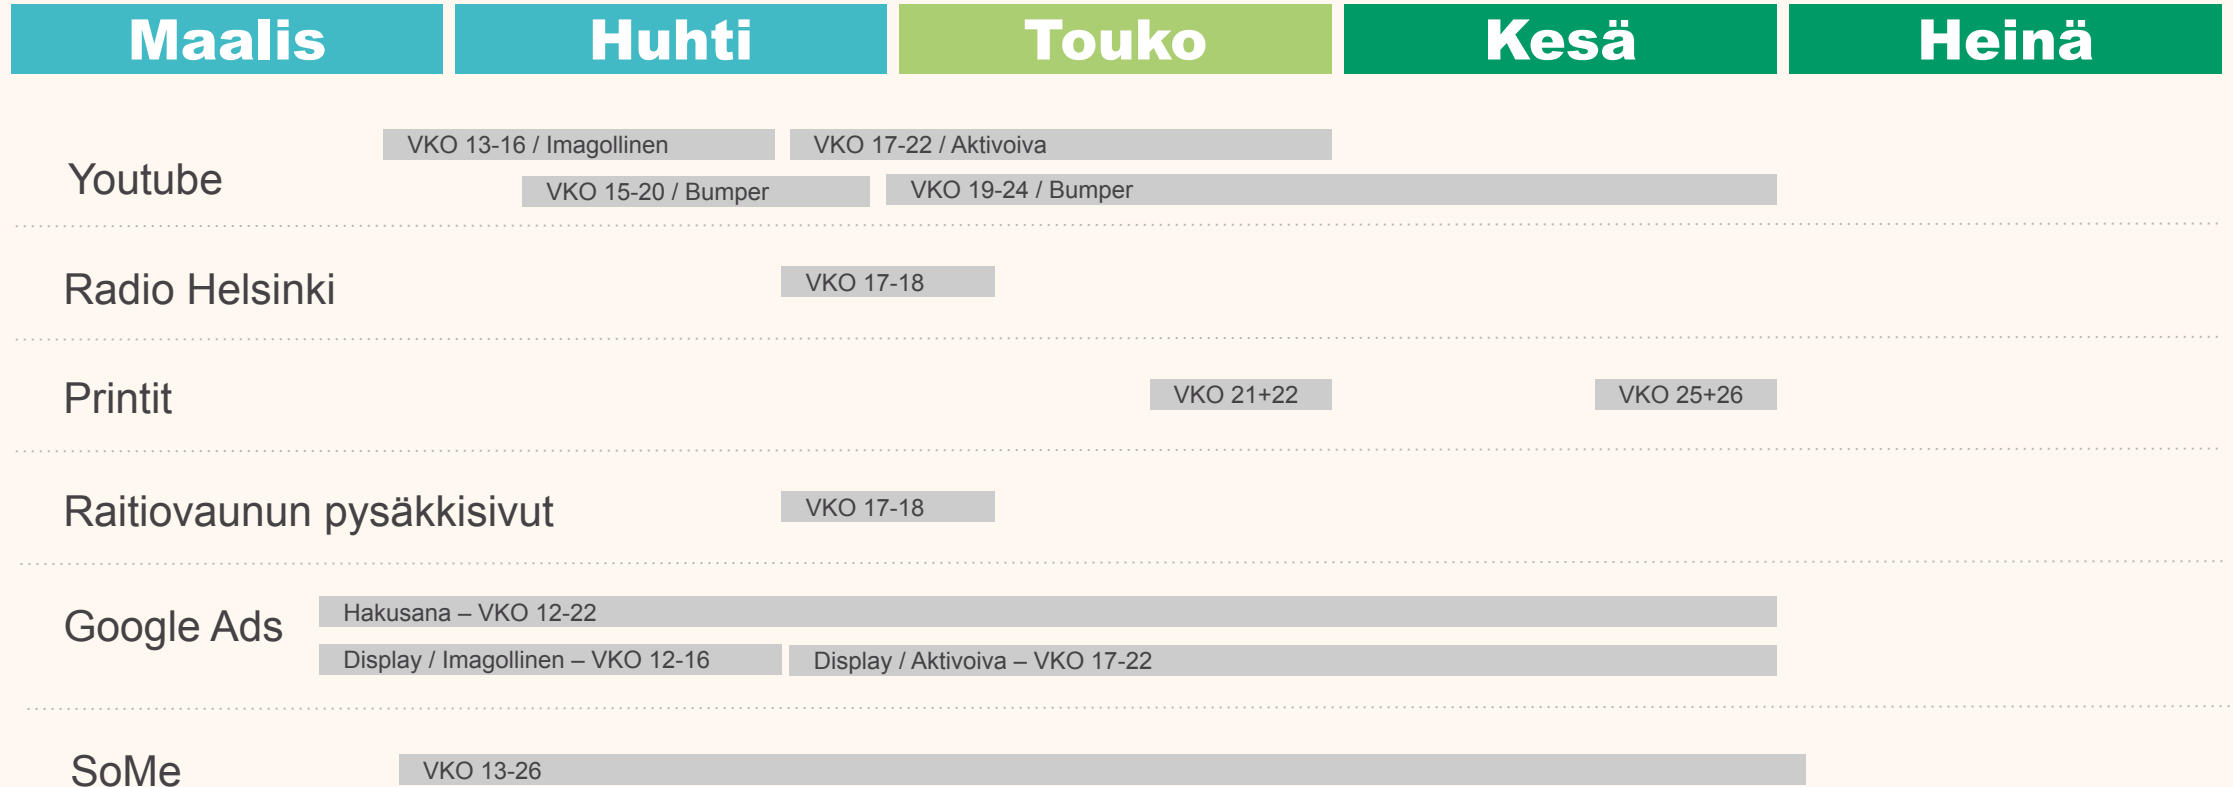 Maalis Huhti Touko Kesä Heinä
VKO 13-16 / Imagollinen VKO 17-22 / Aktivoiva
Youtube
VKO 15-20 / Bumper VKO 19-24 / Bumper
Radio Helsinki VKO 17-18
Printit VKO 21+22 VKO 25+26
Raitiovaunun pysäkkisivut VKO 17-18
Hakusana – VKO 12-22
Google Ads
Display / Imagollinen – VKO 12-16 Display / Aktivoiva – VKO 17-22
SoMe VKO 13-26